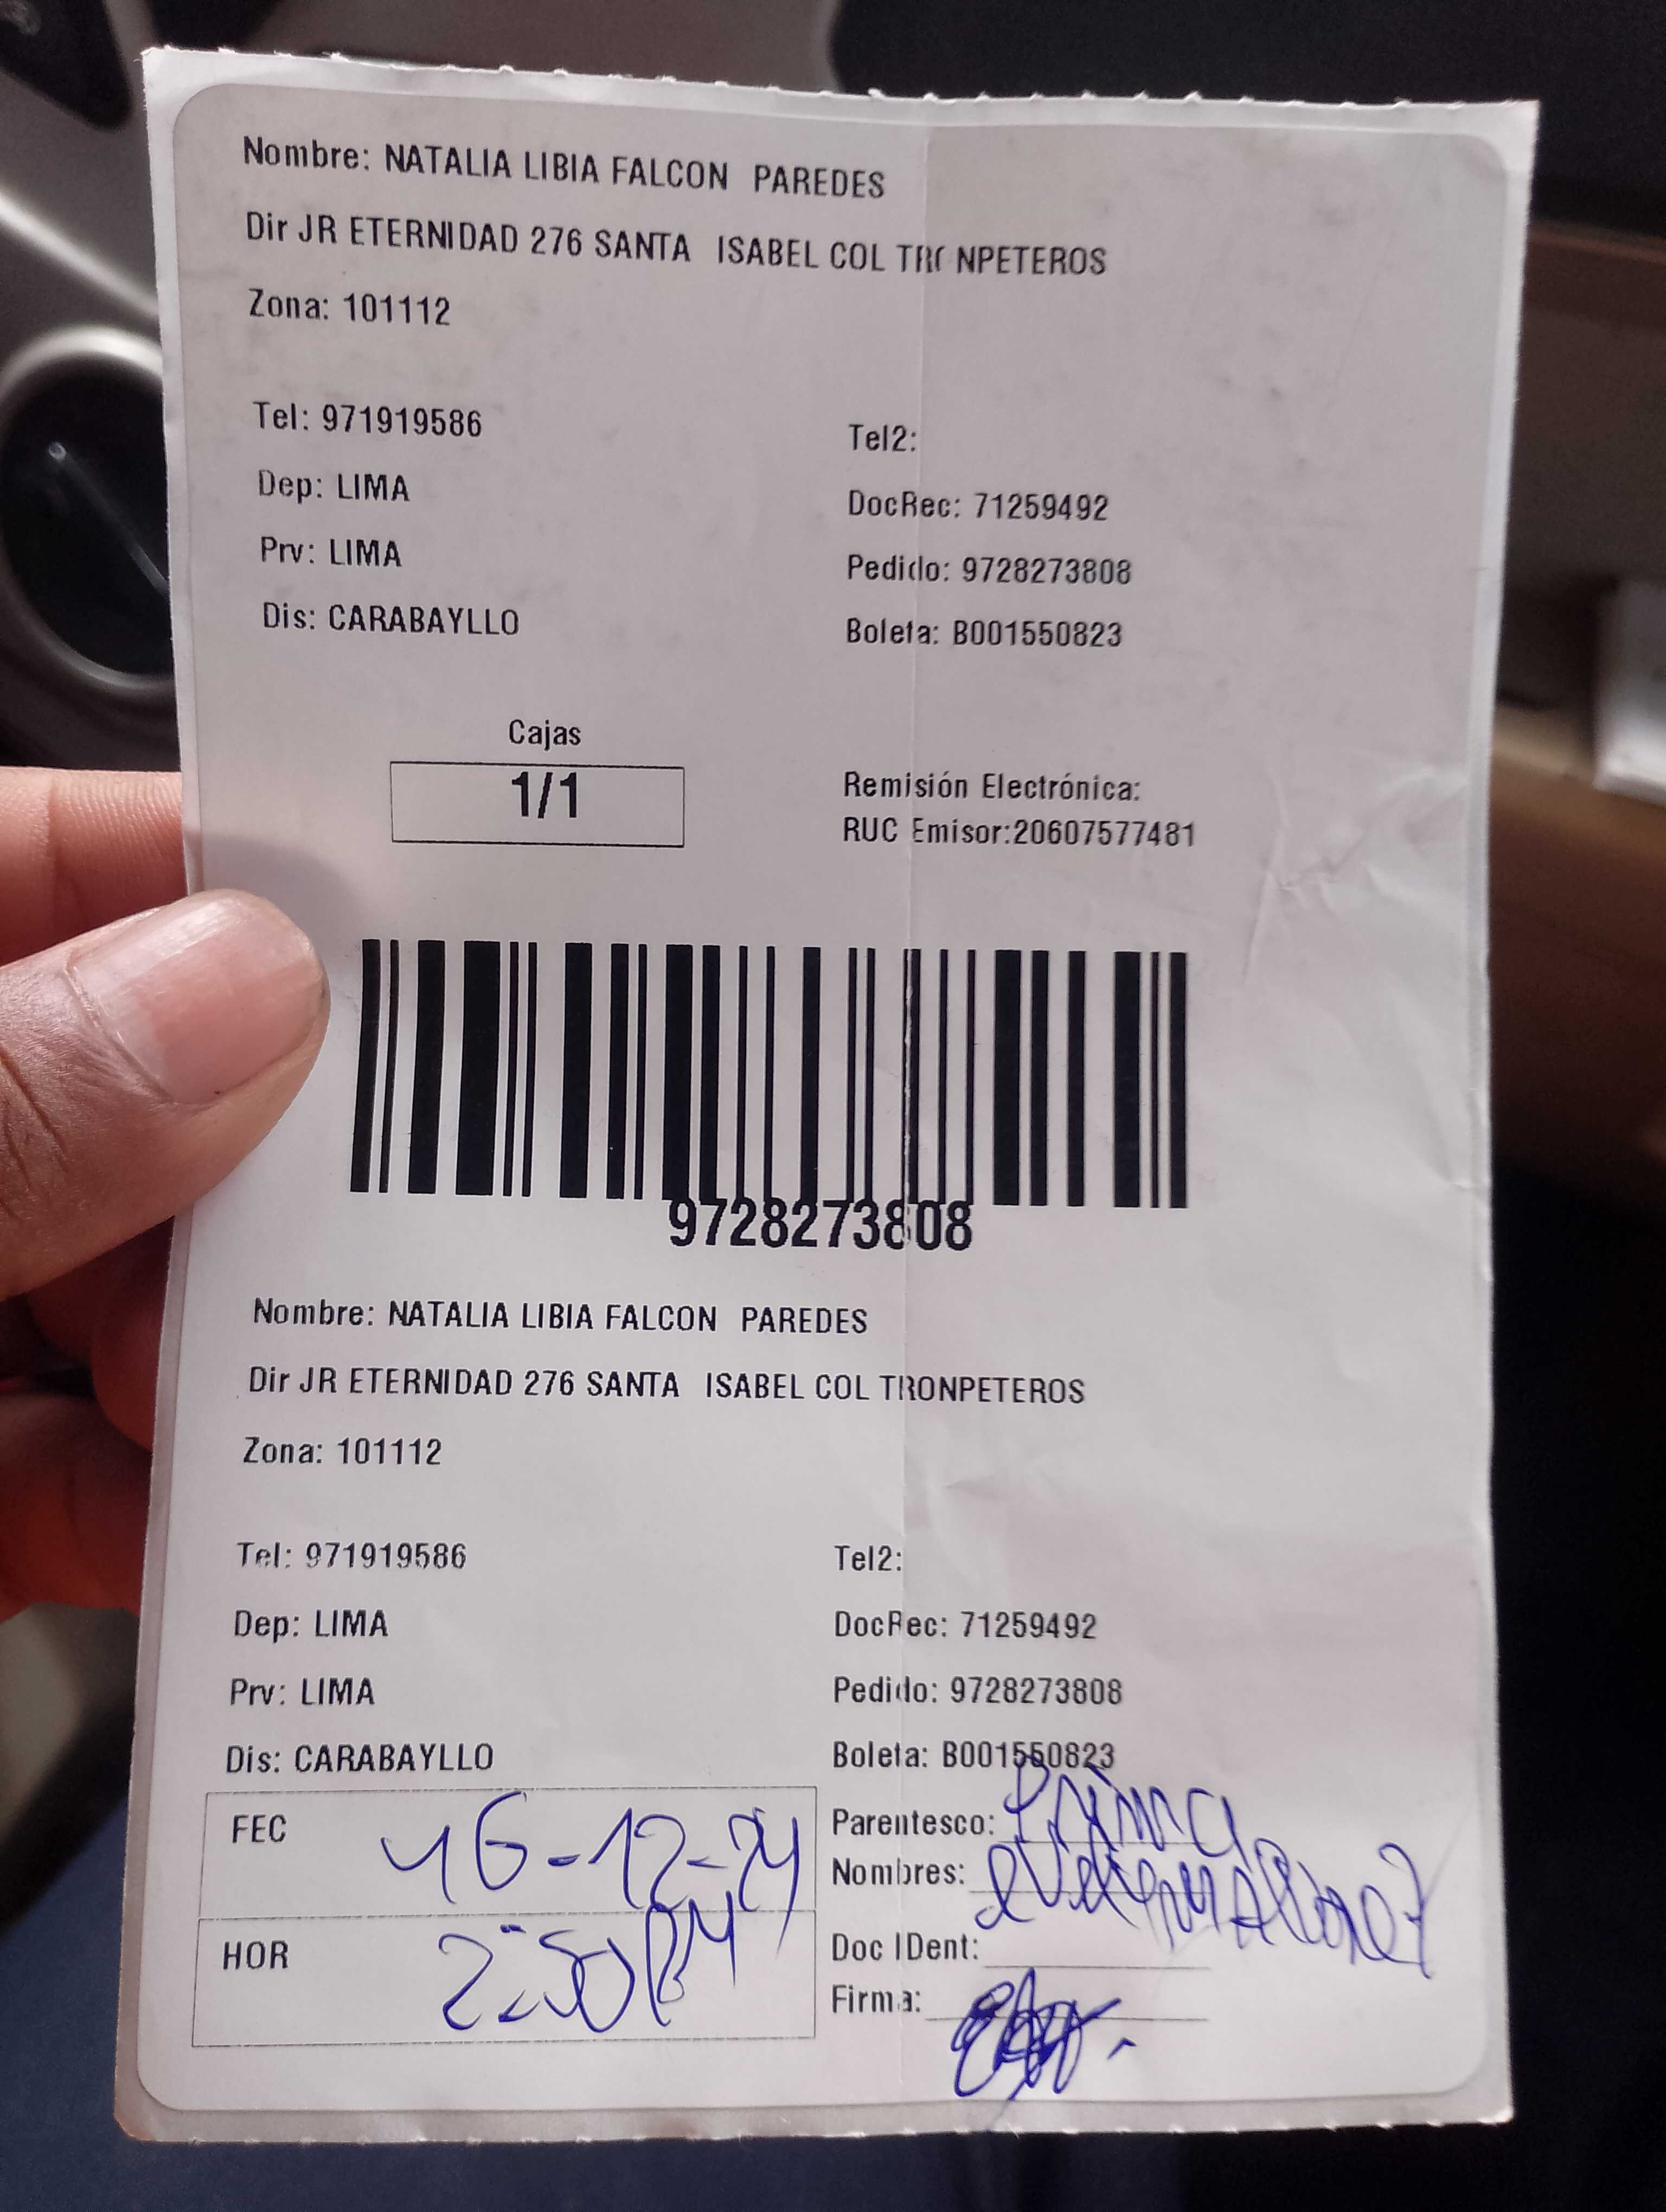 Nombre: NATALIA LIBIA FALCON PAREDES
Dir JR ETERNIDAD 276 SANTA ISABEL COL TRONPETEROS
Zona: 101112
Tel: 971919586
Tel2:
Dep: LIMA
DocRec: 71259492
Prv: LIMA
Pedido: 9728273808
Dis: CARABAYLLO
Boleta: B001550823
Cajas
1/1
Remisión Electrónica:
RUC Emisor:20607577481
9728273808
Nombre: NATALIA LIBIA FALCON PAREDES
Dir JR ETERNIDAD 276 SANTA ISABEL COL TRONPETEROS
Zona: 101112
Tel: 971919586
Tel2:
Dep: LIMA
DocRec: 71259492
Prv: LIMA
Pedido: 9728273808
Dis: CARABAYLLO
Boleta: B001550823
FEC 16-12-24
Parentesco: Prima
Nombres:
HOR 2:50 PM
Doc IDent:
Firma: